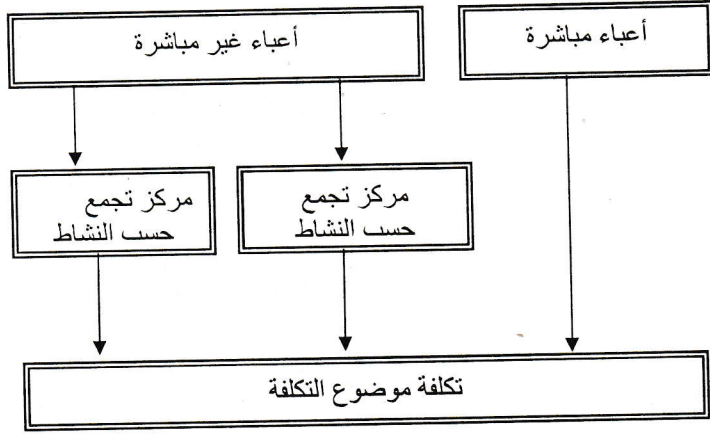 أعباء مباشرة
أعباء غير مباشرة
مركز تجمع
حسب النشاط
مركز تجمع
حسب النشاط
تكلفة موضوع التكلفة